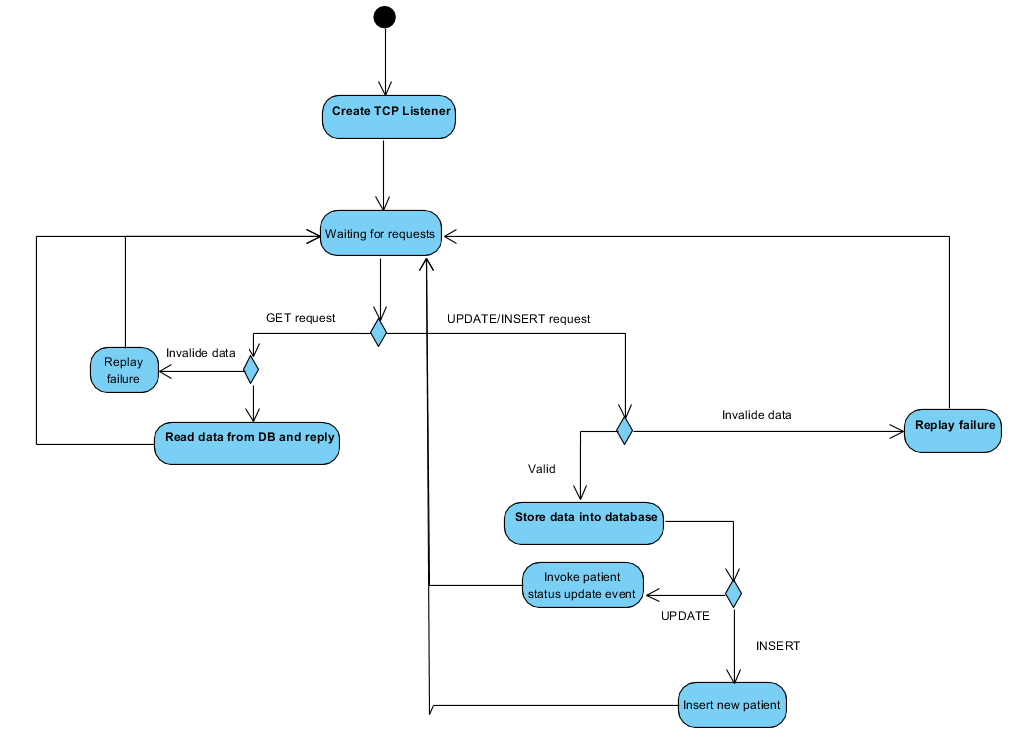 Create TCP Listener
Waiting for requests
GET request
UPDATE/INSERT request
Invalide data
Replay
failure
Read data from DB and reply
Invalide data
Replay failure
Valid
Store data into database
Invoke patient
status update event
UPDATE
INSERT
Insert new patient